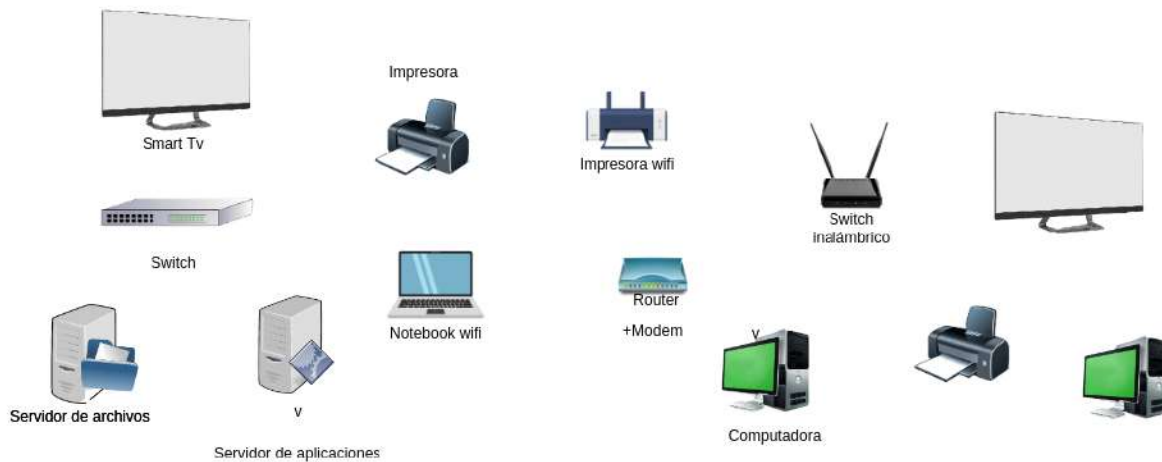 Impresora
Smart Tv
Impresora wifi
Switch
inalámbrico
Switch
Router
+Modem
Notebook wifi
v
Servidor de archivos
v
Computadora
Servidor de aplicaciones